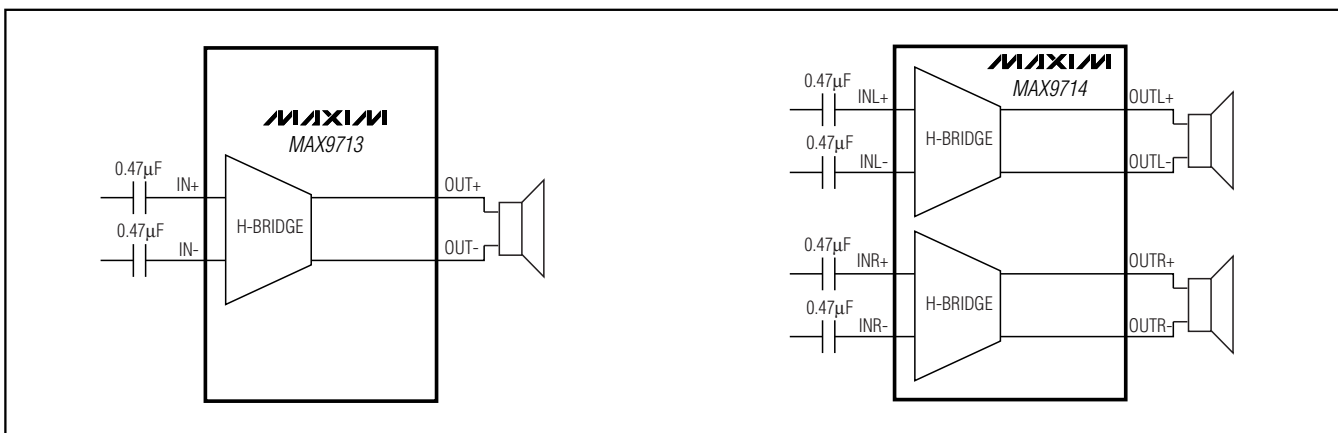 MAXIM
MAX9713
0.47μF
IN+
OUT+
H-BRIDGE
0.47μF
IN-
OUT-
MAXIM
MAX9714
0.47μF
INL+
OUTL+
H-BRIDGE
0.47μF
INL-
OUTL-
0.47μF
INR+
OUTR+
H-BRIDGE
0.47μF
INR-
OUTR-